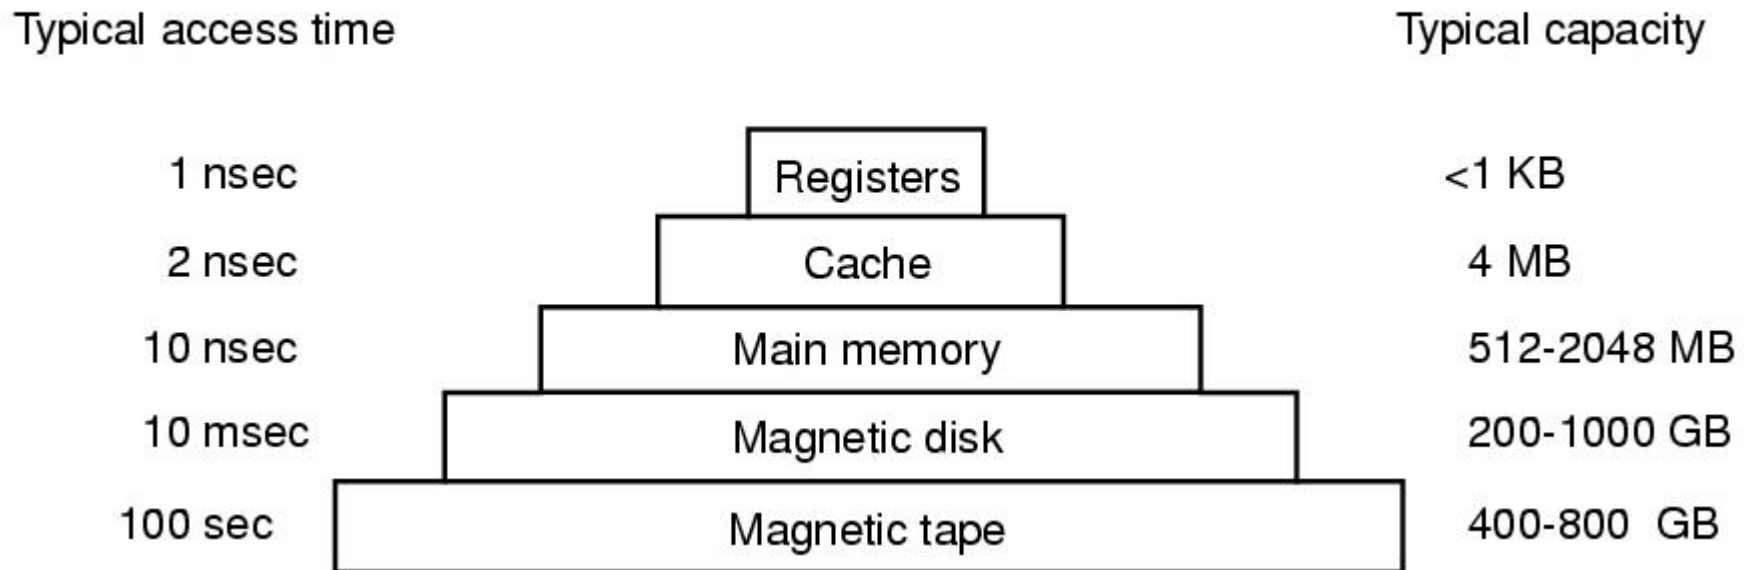 Typical access time Typical capacity
1 nsec Registers <1 KB
2 nsec Cache 4 MB
10 nsec Main memory 512-2048 MB
10 msec Magnetic disk 200-1000 GB
100 sec Magnetic tape 400-800 GB